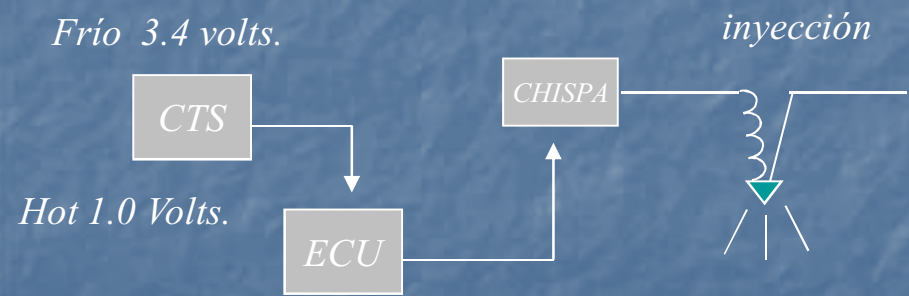 Frío 3.4 volts.
inyección
CTS
CHISPA
Hot 1.0 Volts.
ECU